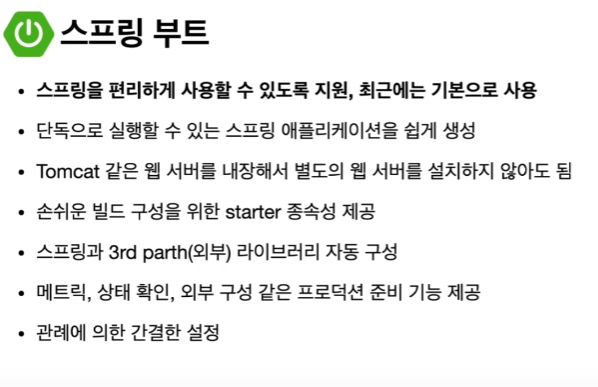 스프링 부트
• 스프링을 편리하게 사용할 수 있도록 지원, 최근에는 기본으로 사용
• 단독으로 실행할 수 있는 스프링 애플리케이션을 쉽게 생성
• Tomcat 같은 웹 서버를 내장해서 별도의 웹 서버를 설치하지 않아도 됨
• 손쉬운 빌드 구성을 위한 starter 종속성 제공
• 스프링과 3rd parth(외부) 라이브러리 자동 구성
• 메트릭, 상태 확인, 외부 구성 같은 프로덕션 준비 기능 제공
• 관례에 의한 간결한 설정